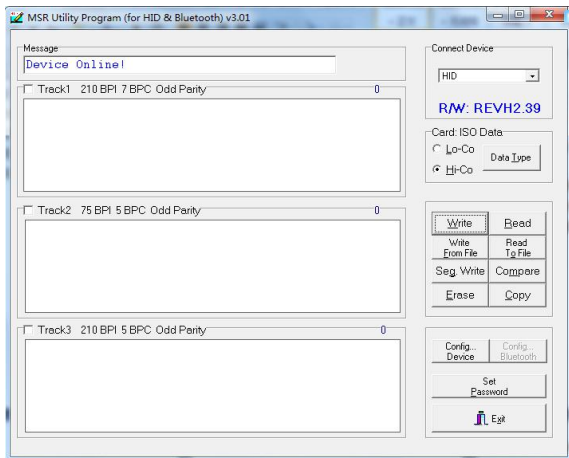 MSR Utility Program (for HID & Bluetooth) v3.01
Message
Device Online!
Track1 210 BPI 7 BPC Odd Parity 0
Track2 75 BPI 5 BPC Odd Parity 0
Track3 210 BPI 5 BPC Odd Parity 0
Connect Device
HID
R/W: REVH2.39
Card: ISO Data
Lo-Co
Hi-Co
Data Type
Write Read
Write From File
Read To File
Seg. Write Compare
Erase Copy
Config... Device
Config... Bluetooth
Set
Password
Exit